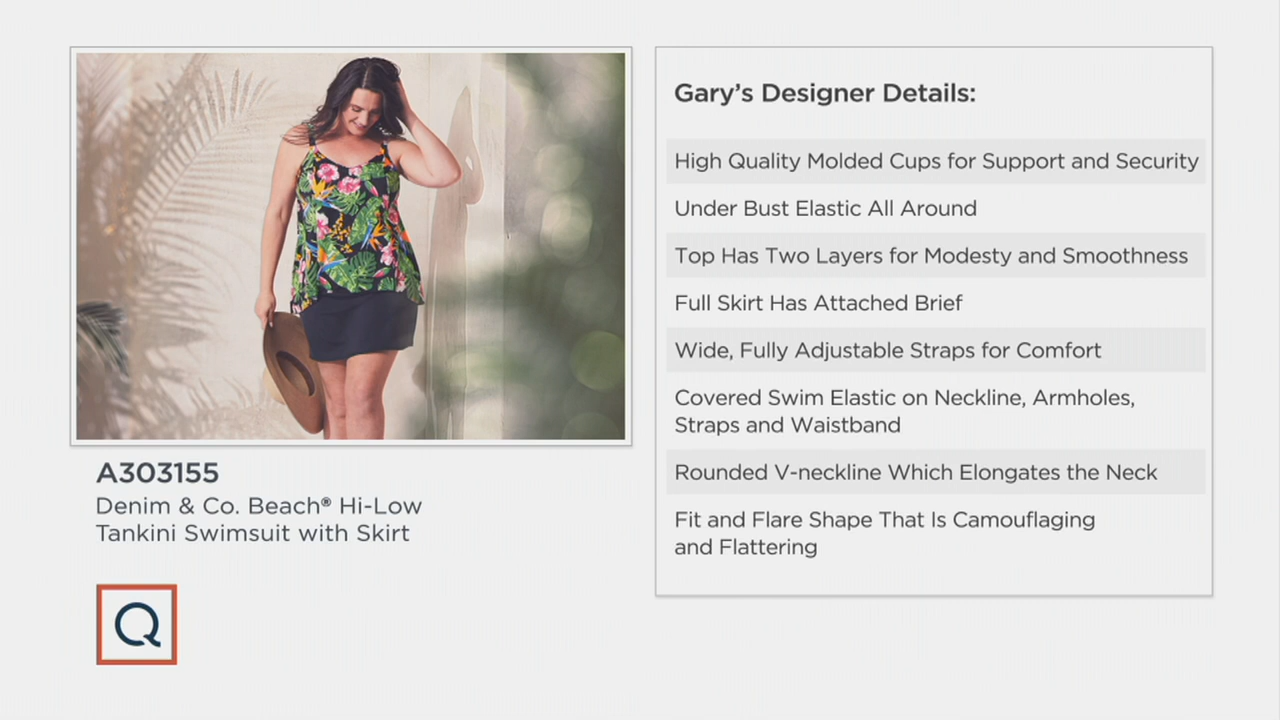 Gary’s Designer Details:
High Quality Molded Cups for Support and Security
Under Bust Elastic All Around
Top Has Two Layers for Modesty and Smoothness
Full Skirt Has Attached Brief
Wide, Fully Adjustable Straps for Comfort
Covered Swim Elastic on Neckline, Armholes,
Straps and Waistband
Rounded V-neckline Which Elongates the Neck
Fit and Flare Shape That Is Camouflaging
and Flattering
A303155
Denim & Co. Beach® Hi-Low
Tankini Swimsuit with Skirt
Q